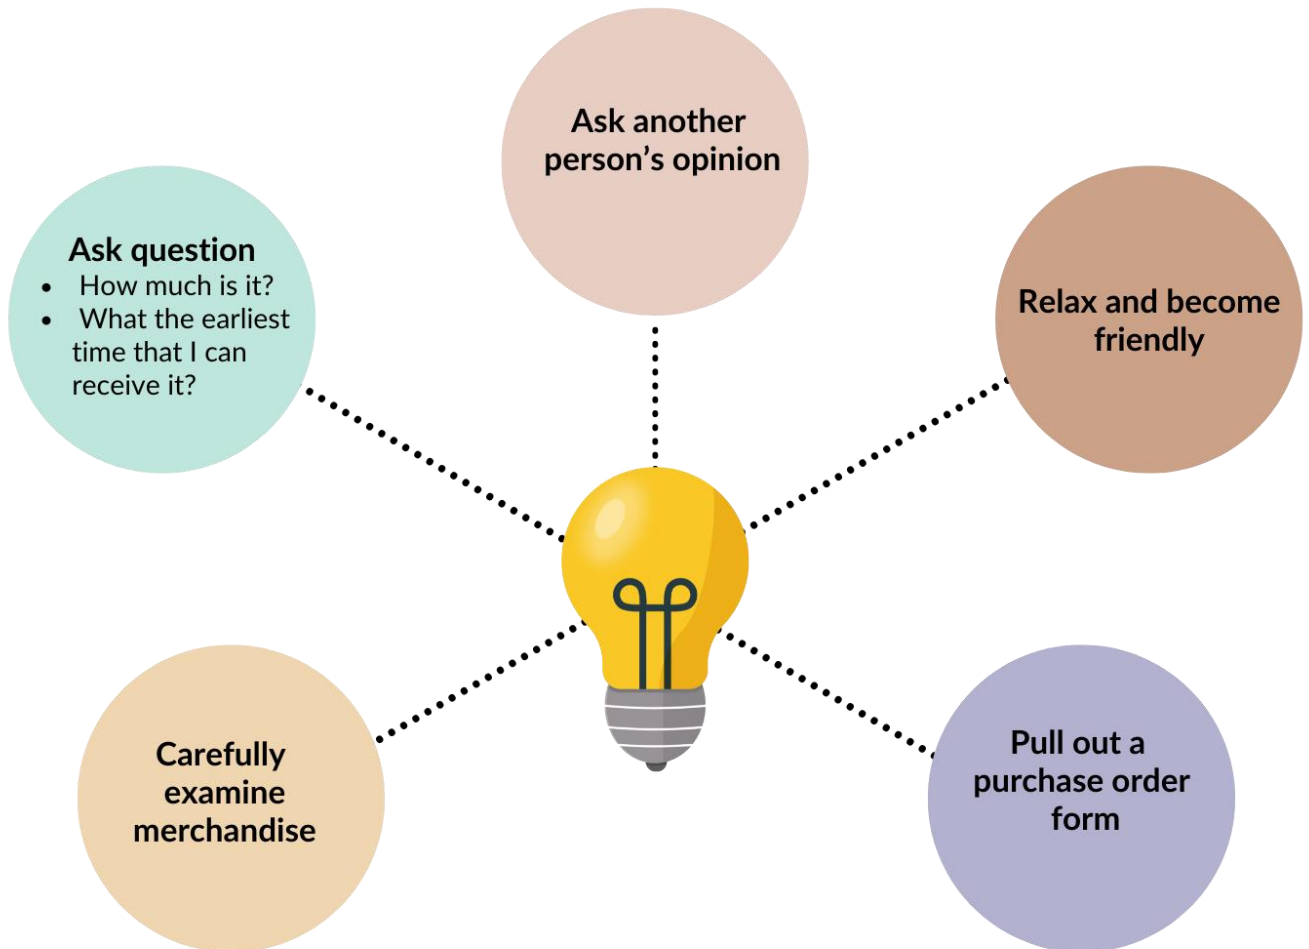 Ask another
person's opinion
Ask question
• How much is it?
• What the earliest
time that I can
receive it?
Relax and become
friendly
Carefully
examine
merchandise
Pull out a
purchase order
form